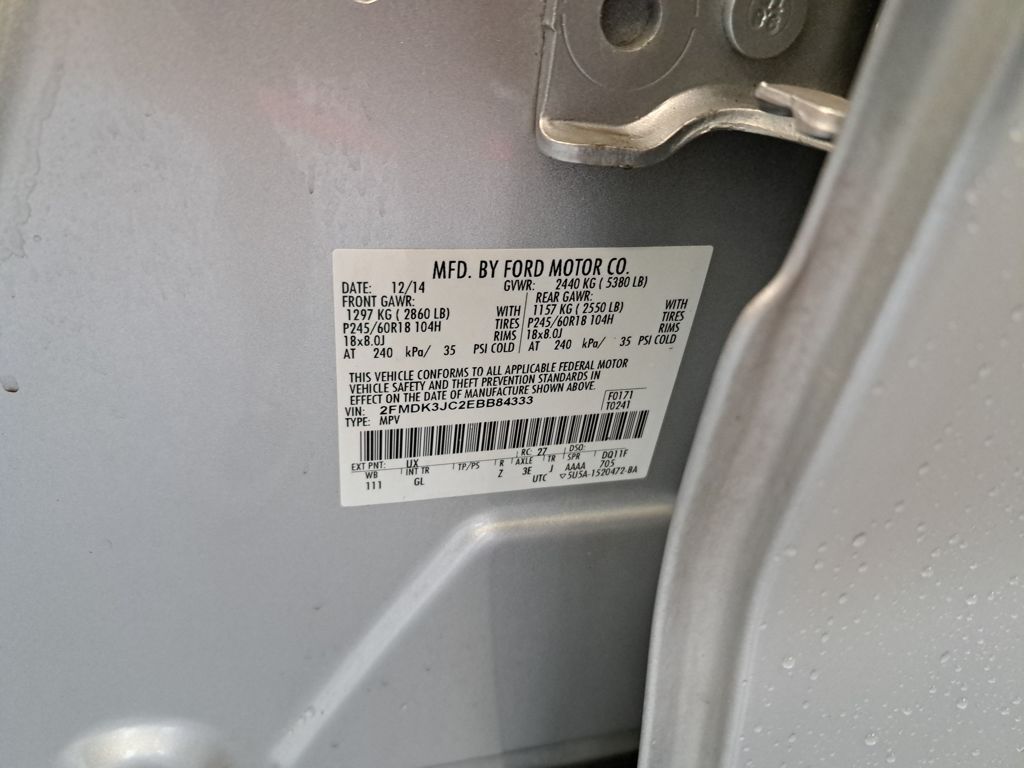 MFD. BY FORD MOTOR CO.
DATE: 12/14 GVWR: 2440 KG ( 5380 LB)
FRONT GAWR: REAR GAWR:
1297 KG ( 2860 LB) WITH 1157 KG ( 2550 LB) WITH
P245/60R18 104H TIRES P245/60R18 104H TIRES
18x8.0J RIMS 18x8.0J RIMS
AT 240 kPa/ 35 PSI COLD AT 240 kPa/ 35 PSI COLD
THIS VEHICLE CONFORMS TO ALL APPLICABLE FEDERAL MOTOR
VEHICLE SAFETY AND THEFT PREVENTION STANDARDS IN
EFFECT ON THE DATE OF MANUFACTURE SHOWN ABOVE.
VIN: 2FMDK3JC2EBB84333 F0171
TYPE: MPV T0241
EXT PNT: UX RC: 27 DSO:
WB INT TR TP/PS R AXLE TR SPR DQ11F
111 GL Z 3E J AAAA 705
UTC ▽5U5A-1520472-BA